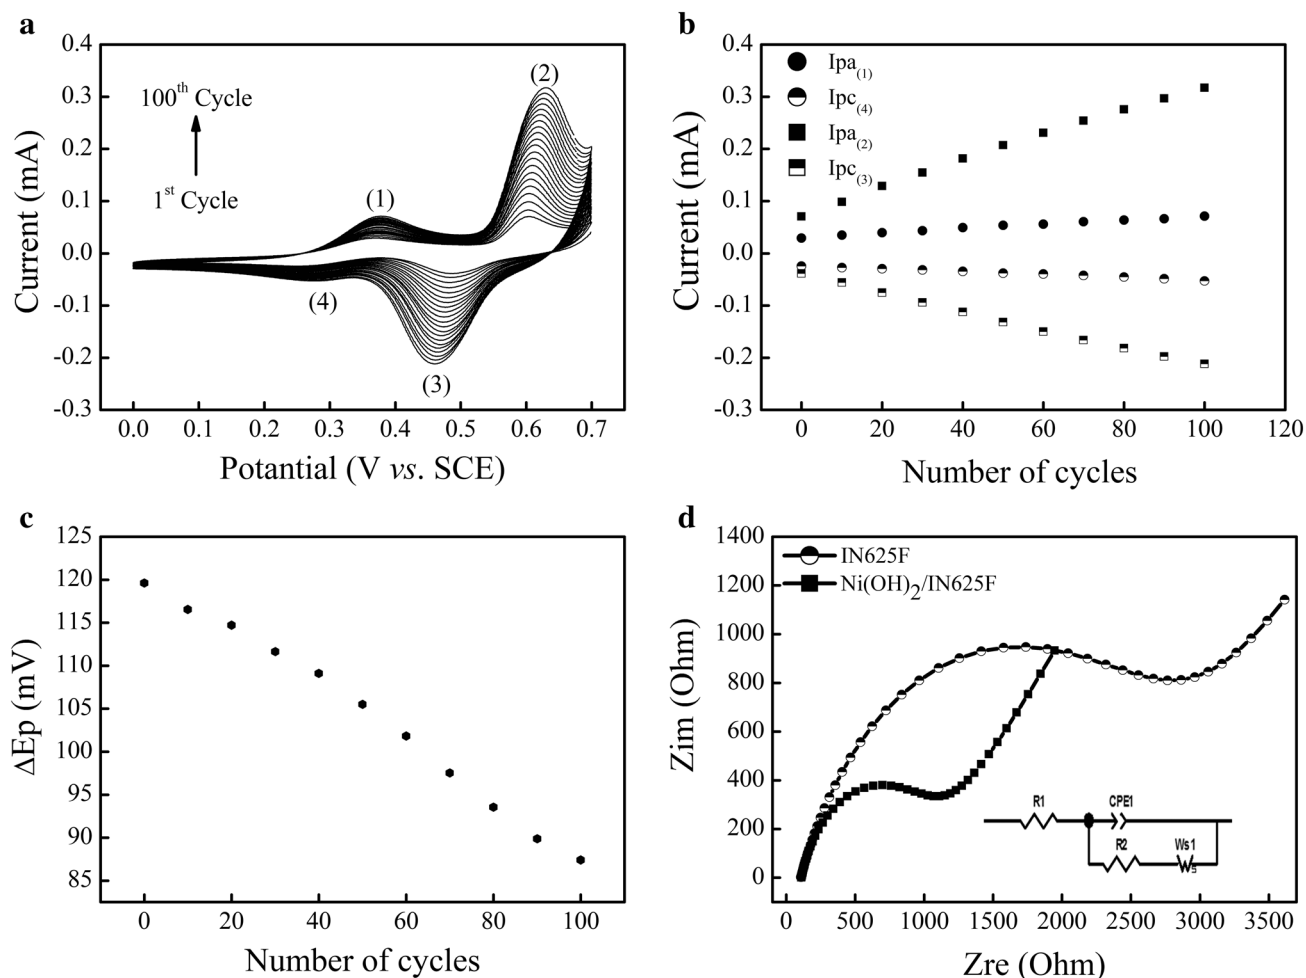 a
0.4
0.3
0.2
0.1
0.0
-0.1
-0.2
-0.3
Current (mA)
100th Cycle
1st Cycle
(1)
(2)
(3)
(4)
0.0 0.1 0.2 0.3 0.4 0.5 0.6 0.7
Potantial (V vs. SCE)
b
0.4
0.3
0.2
0.1
0.0
-0.1
-0.2
-0.3
Current (mA)
Ipa(1)
Ipc(4)
Ipa(2)
Ipc(3)
0 20 40 60 80 100 120
Number of cycles
c
125
120
115
110
105
100
95
90
85
ΔEp (mV)
0 20 40 60 80 100
Number of cycles
d
1400
1200
1000
800
600
400
200
0
Zim (Ohm)
IN625F
Ni(OH)2/IN625F
R1 CPE1
R2 Ws1
0 500 1000 1500 2000 2500 3000 3500
Zre (Ohm)